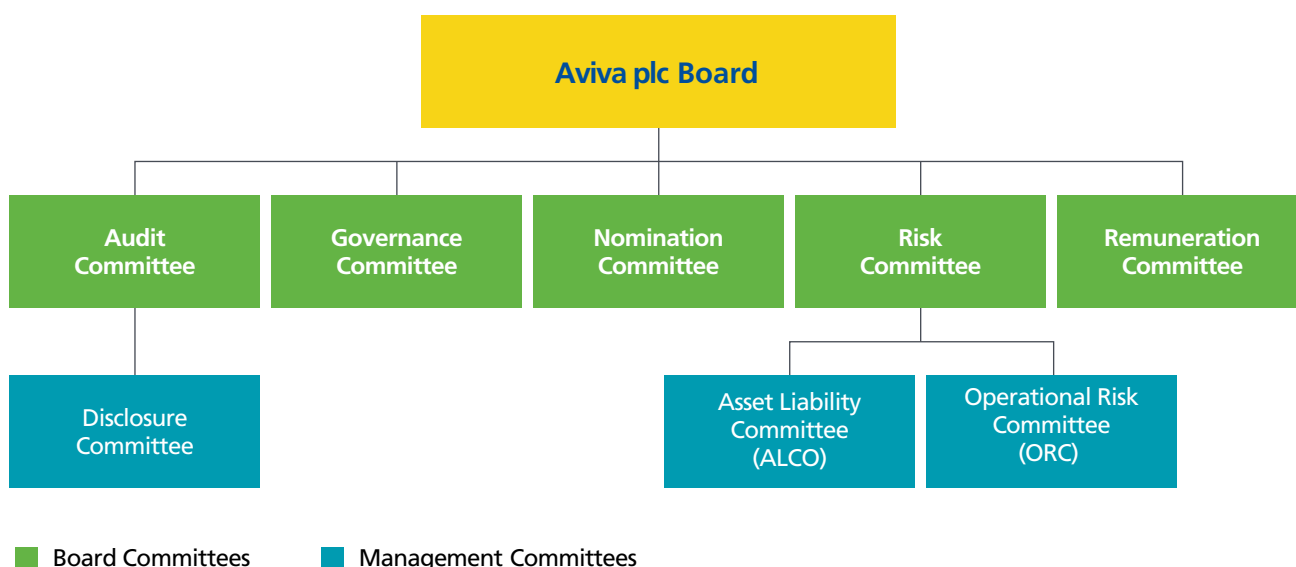 Aviva plc Board
Audit
Committee
Governance
Committee
Nomination
Committee
Risk
Committee
Remuneration
Committee
Disclosure
Committee
Asset Liability
Committee
(ALCO)
Operational Risk
Committee
(ORC)
Board Committees
Management Committees